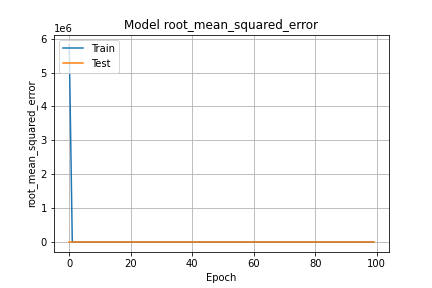 Model root_mean_squared_error
1e6
6
5
4
3
2
1
0
root_mean_squared_error
Train
Test
0 20 40 60 80 100
Epoch